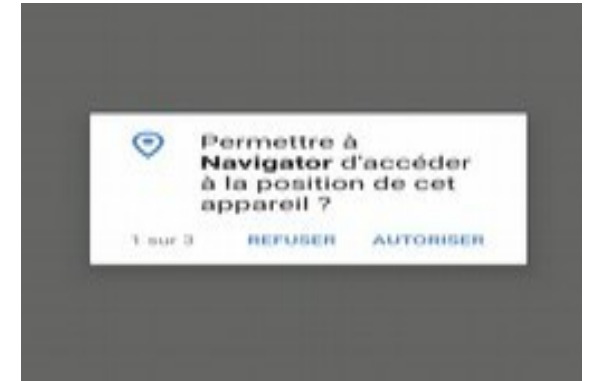 Permettre à
Navigator d'accéder
à la position de cet
appareil ?
1 sur 3 REFUSER AUTORISER